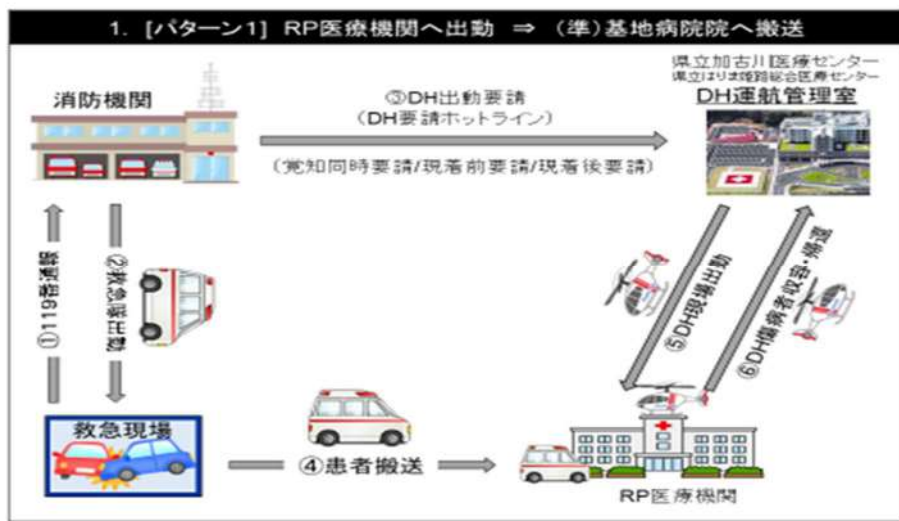 1. [パターン1] RP医療機関へ出動 ⇒ (準)基地病院院へ搬送
県立加古川医療センター
県立はりま姫路総合医療センター
DH運航管理室
消防機関
③DH出動要請
(DH要請ホットライン)
(覚知同時要請/現着前要請/現着後要請)
①119番通報
②救急隊出動
⑤DH現場出動
⑥DH傷病者収容・帰還
救急現場
④患者搬送
RP医療機関